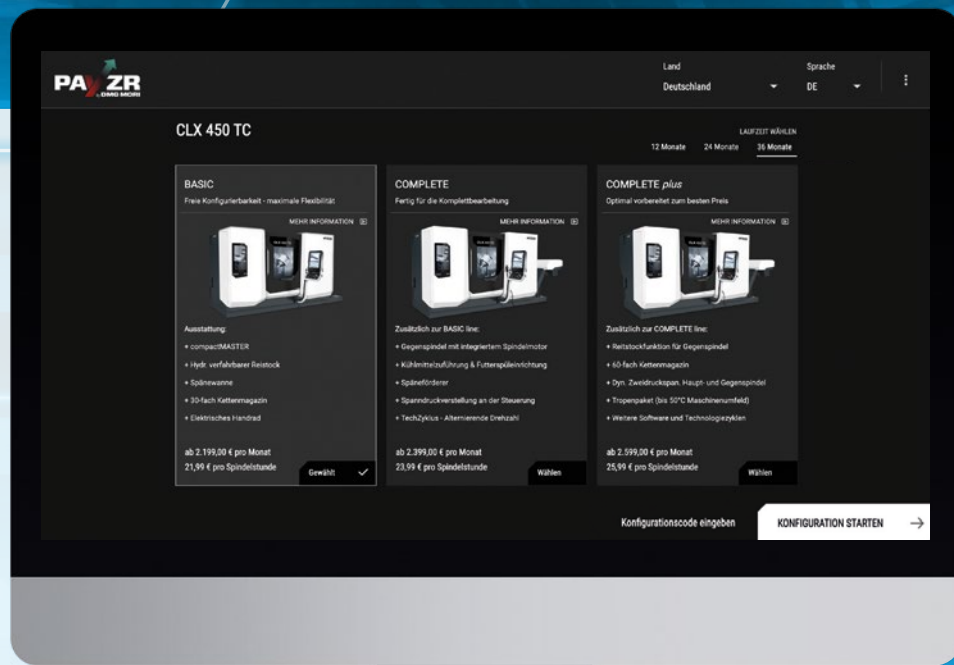 PAYZR
by DMG MORI
Land
Deutschland
Sprache
DE
CLX 450 TC
LAUFZEIT WÄHLEN
12 Monate 24 Monate 36 Monate
BASIC
Freie Konfigurierbarkeit - maximale Flexibilität
MEHR INFORMATION
Ausstattung:
+ compactMASTER
+ Hydr. verfahrbarer Reistock
+ Spänewanne
+ 30-fach Kettenmagazin
+ Elektrisches Handrad
ab 2.199,00 € pro Monat
21,99 € pro Spindelstunde
Gewählt
COMPLETE
Fertig für die Komplettbearbeitung
MEHR INFORMATION
Zusätzlich zur BASIC line:
+ Gegenspindel mit integriertem Spindelmotor
+ Kühlmittelzuführung & Futterspüleinrichtung
+ Späneförderer
+ Spanndruckverstellung an der Steuerung
+ TechZyklus - Alternierende Drehzahl
ab 2.399,00 € pro Monat
23,99 € pro Spindelstunde
Wählen
COMPLETE plus
Optimal vorbereitet zum besten Preis
MEHR INFORMATION
Zusätzlich zur COMPLETE line:
+ Reitstockfunktion für Gegenspindel
+ 60-fach Kettenmagazin
+ Dyn. Zweidruckspan. Haupt- und Gegenspindel
+ Tropenpaket (bis 50°C Maschinenumfeld)
+ Weitere Software und Technologiezyklen
ab 2.599,00 € pro Monat
25,99 € pro Spindelstunde
Wählen
Konfigurationscode eingeben
KONFIGURATION STARTEN